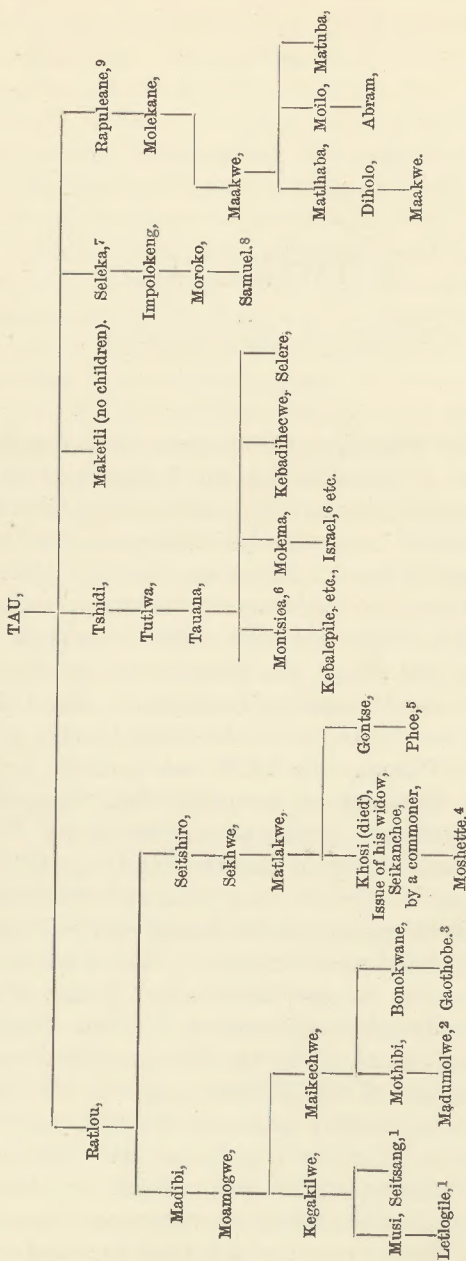 TAU,
Ratlou,
Tshidi,
Maketli (no children).
Seleka,⁷
Rapuleane,⁹
Madibi,
Seitshiro,
Tutlwa,
Impolokeng,
Molekane,
Moamogwe,
Sekhwe,
Tauana,
Moroko,
Maakwe,
Kegakilwe,
Maikechwe,
Matlakwe,
Montsioa,⁶ Molema, Kebadihecwe, Selere,
Samuel.⁸
Matlhaba, Moilo, Matuba,
Musi, Seitsang,¹
Mothibi, Bonokwane,
Khosi (died),
Issue of his widow,
Seikanchoe,
by a commoner,
Gontse,
Kebalepile, etc., Israel,⁶ etc.
Diholo,
Abram,
Letlogile,¹
Madumolwe,² Gaothobe.³
Moshette.⁴
Phoe,⁵
Maakwe.